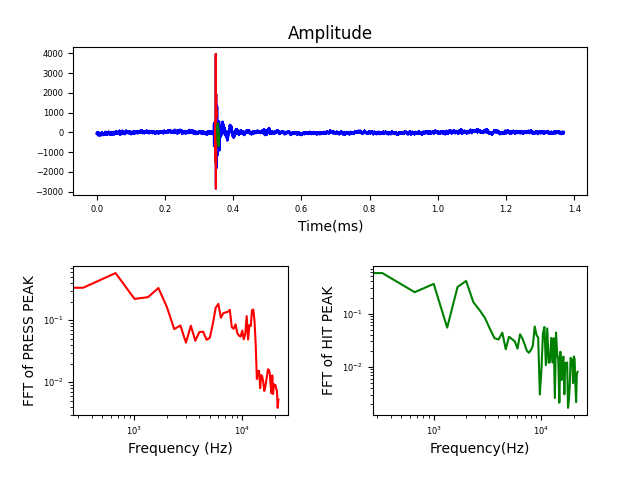 Amplitude
4000
3000
2000
1000
0
−1000
−2000
−3000
0.0 0.2 0.4 0.6 0.8 1.0 1.2 1.4
Time(ms)
FFT of PRESS PEAK
10⁻¹
10⁻²
10³ 10⁴
Frequency (Hz)
FFT of HIT PEAK
10⁻¹
10⁻²
10³ 10⁴
Frequency(Hz)